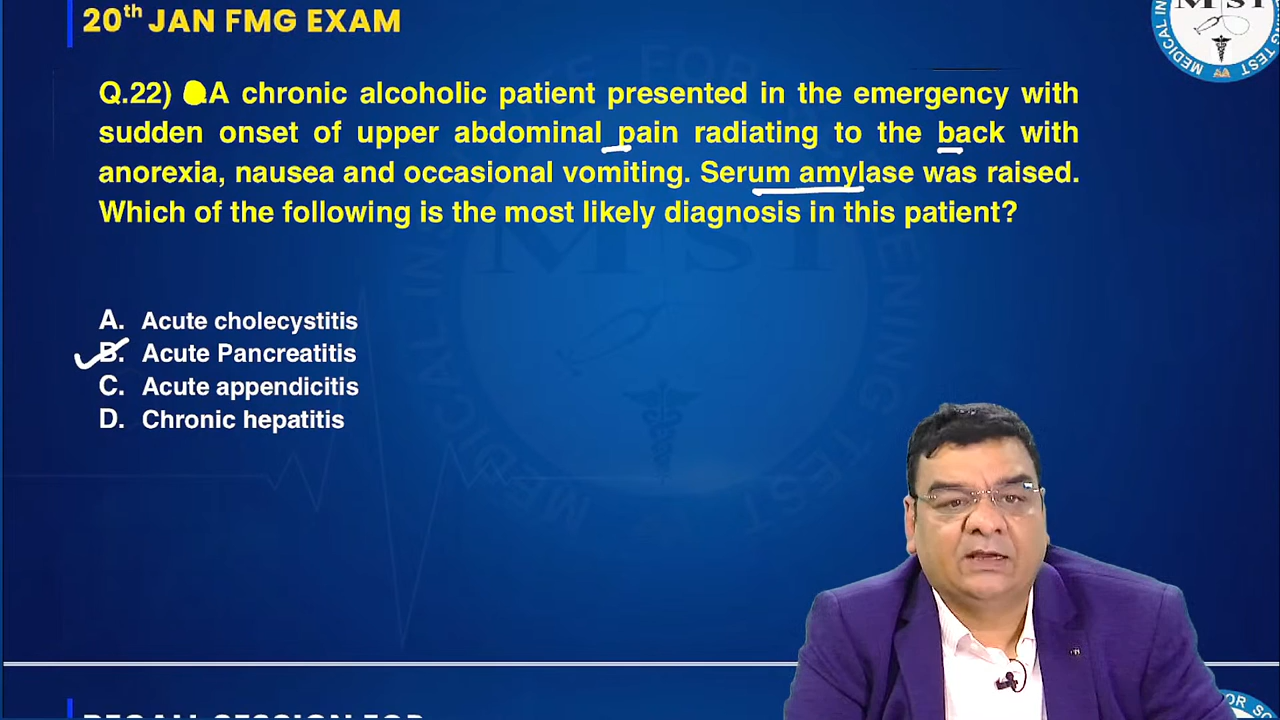 20th JAN FMG EXAM
Q.22) A chronic alcoholic patient presented in the emergency with
sudden onset of upper abdominal pain radiating to the back with
anorexia, nausea and occasional vomiting. Serum amylase was raised.
Which of the following is the most likely diagnosis in this patient?
A. Acute cholecystitis
B. Acute Pancreatitis
C. Acute appendicitis
D. Chronic hepatitis